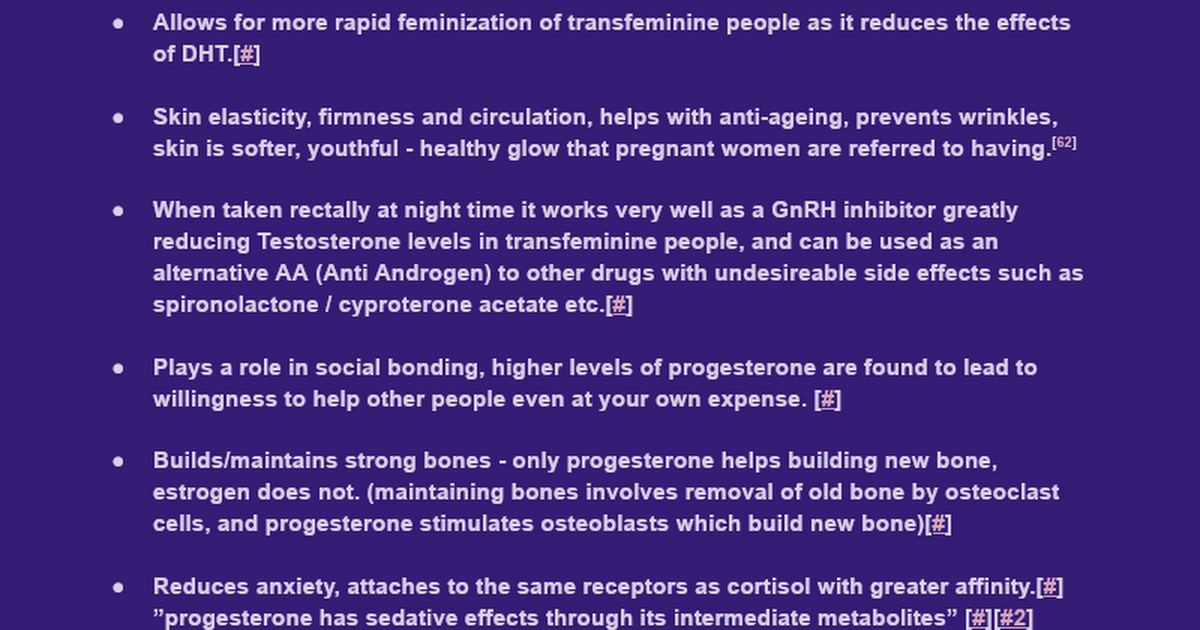 ● Allows for more rapid feminization of transfeminine people as it reduces the effects
of DHT.[#]
● Skin elasticity, firmness and circulation, helps with anti-ageing, prevents wrinkles,
skin is softer, youthful - healthy glow that pregnant women are referred to having.[62]
● When taken rectally at night time it works very well as a GnRH inhibitor greatly
reducing Testosterone levels in transfeminine people, and can be used as an
alternative AA (Anti Androgen) to other drugs with undesireable side effects such as
spironolactone / cyproterone acetate etc.[#]
● Plays a role in social bonding, higher levels of progesterone are found to lead to
willingness to help other people even at your own expense. [#]
● Builds/maintains strong bones - only progesterone helps building new bone,
estrogen does not. (maintaining bones involves removal of old bone by osteoclast
cells, and progesterone stimulates osteoblasts which build new bone)[#]
● Reduces anxiety, attaches to the same receptors as cortisol with greater affinity.[#]
”progesterone has sedative effects through its intermediate metabolites” [#][#2]